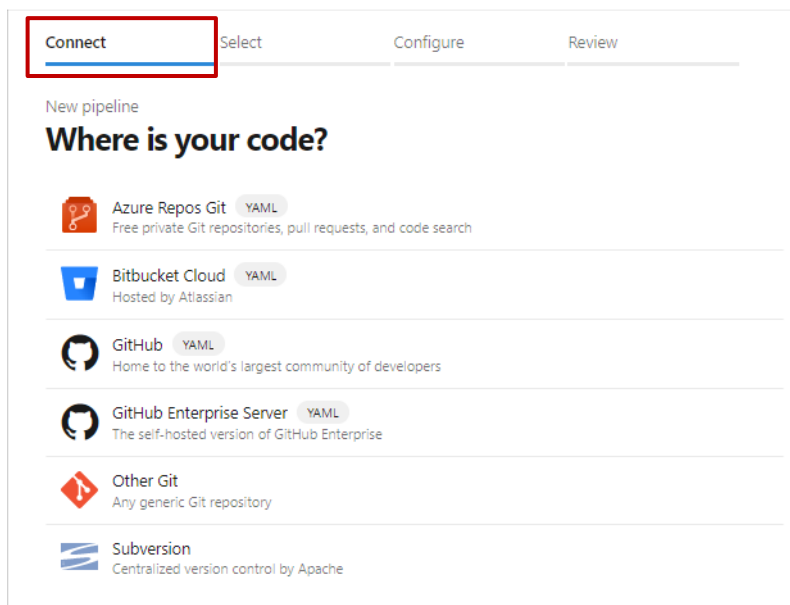 Connect Select Configure Review
New pipeline
Where is your code?
Azure Repos Git YAML
Free private Git repositories, pull requests, and code search
Bitbucket Cloud YAML
Hosted by Atlassian
GitHub YAML
Home to the world's largest community of developers
GitHub Enterprise Server YAML
The self-hosted version of GitHub Enterprise
Other Git
Any generic Git repository
Subversion
Centralized version control by Apache